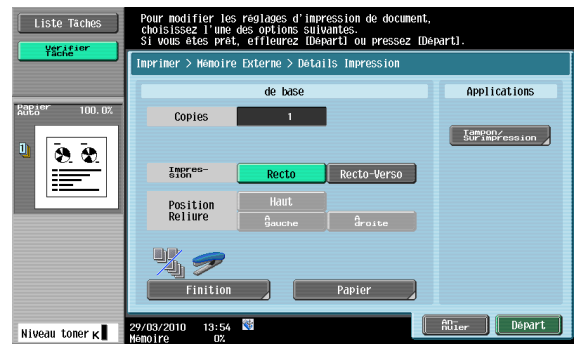 Liste Tâches
Vérifier
Tâche
Papier
Auto 100.0%
Niveau toner K
Pour modifier les réglages d'impression de document,
choisissez l'une des options suivantes.
Si vous êtes prêt, effleurez [Départ] ou pressez [Départ].
Imprimer > Mémoire Externe > Détails Impression
de base
Applications
Copies 1
Tampon/
Surimpression
Impres-
sion
Recto
Recto-Verso
Position
Reliure
Haut
A
gauche
A
droite
Finition
Papier
29/03/2010 13:54
Mémoire 0%
An-
nuler
Départ